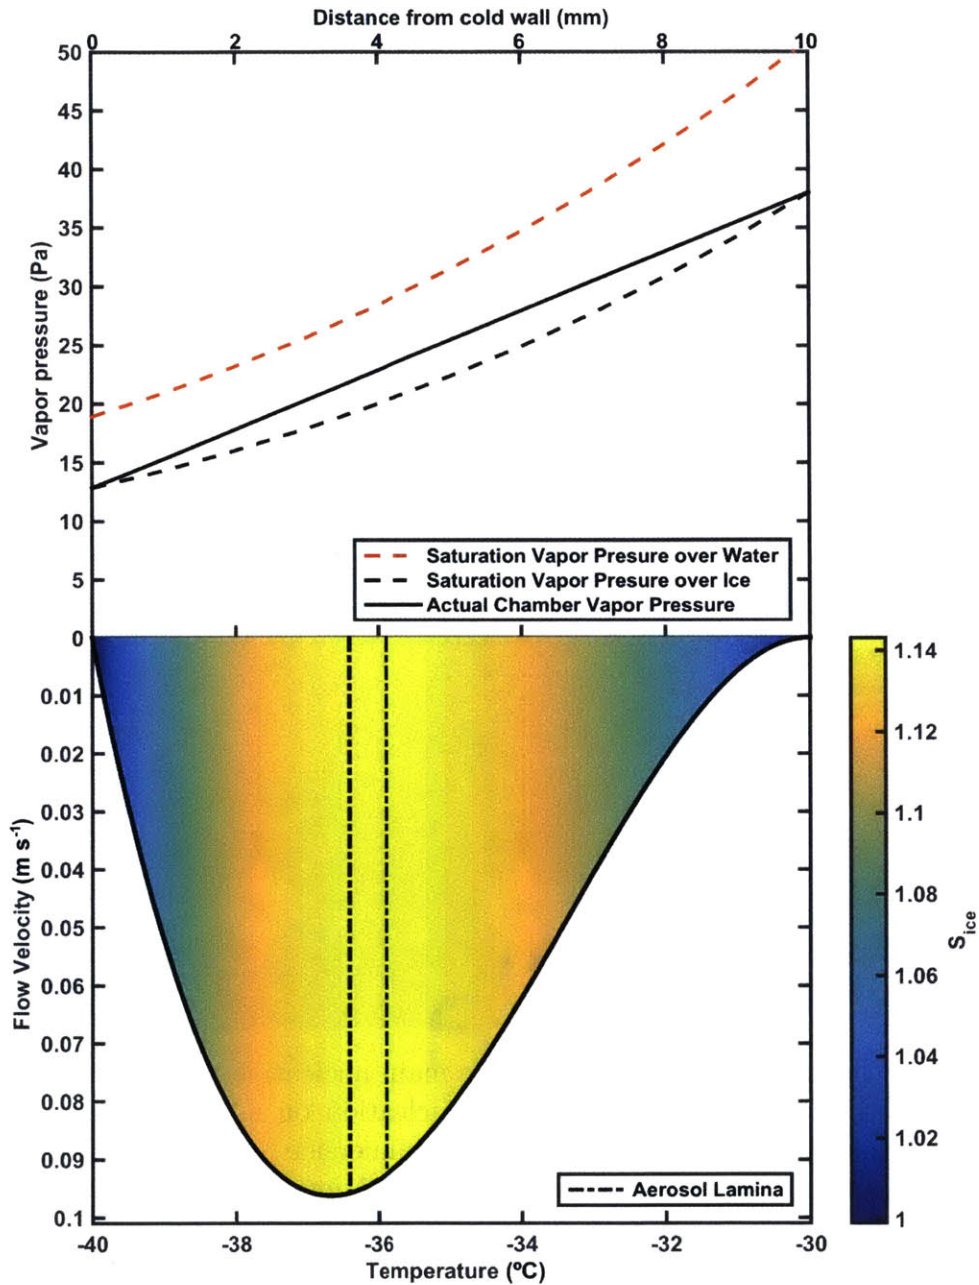 Distance from cold wall (mm)
0 2 4 6 8 10
50
45
40
35
30
25
20
15
10
5
Vapor pressure (Pa)
Saturation Vapor Presure over Water
Saturation Vapor Presure over Ice
Actual Chamber Vapor Pressure
0
0.01
0.02
0.03
0.04
0.05
0.06
0.07
0.08
0.09
0.1
Flow Velocity (m s-1)
Aerosol Lamina
-40 -38 -36 -34 -32 -30
Temperature (ºC)
1.14
1.12
1.1
1.08
1.06
1.04
1.02
1
Sice